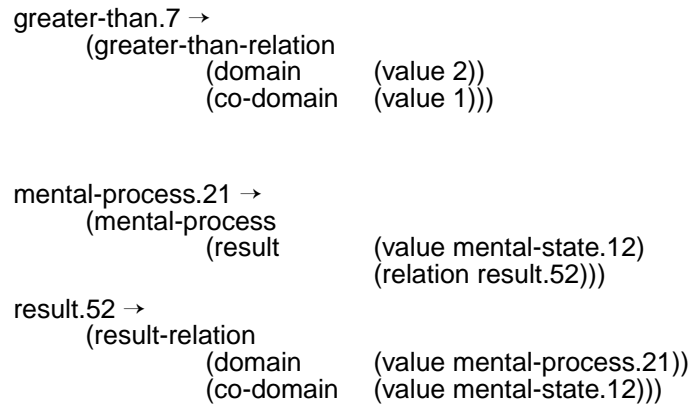 greater-than.7 →
(greater-than-relation
(domain (value 2))
(co-domain (value 1)))
mental-process.21 →
(mental-process
(result (value mental-state.12)
(relation result.52)))
result.52 →
(result-relation
(domain (value mental-process.21))
(co-domain (value mental-state.12)))